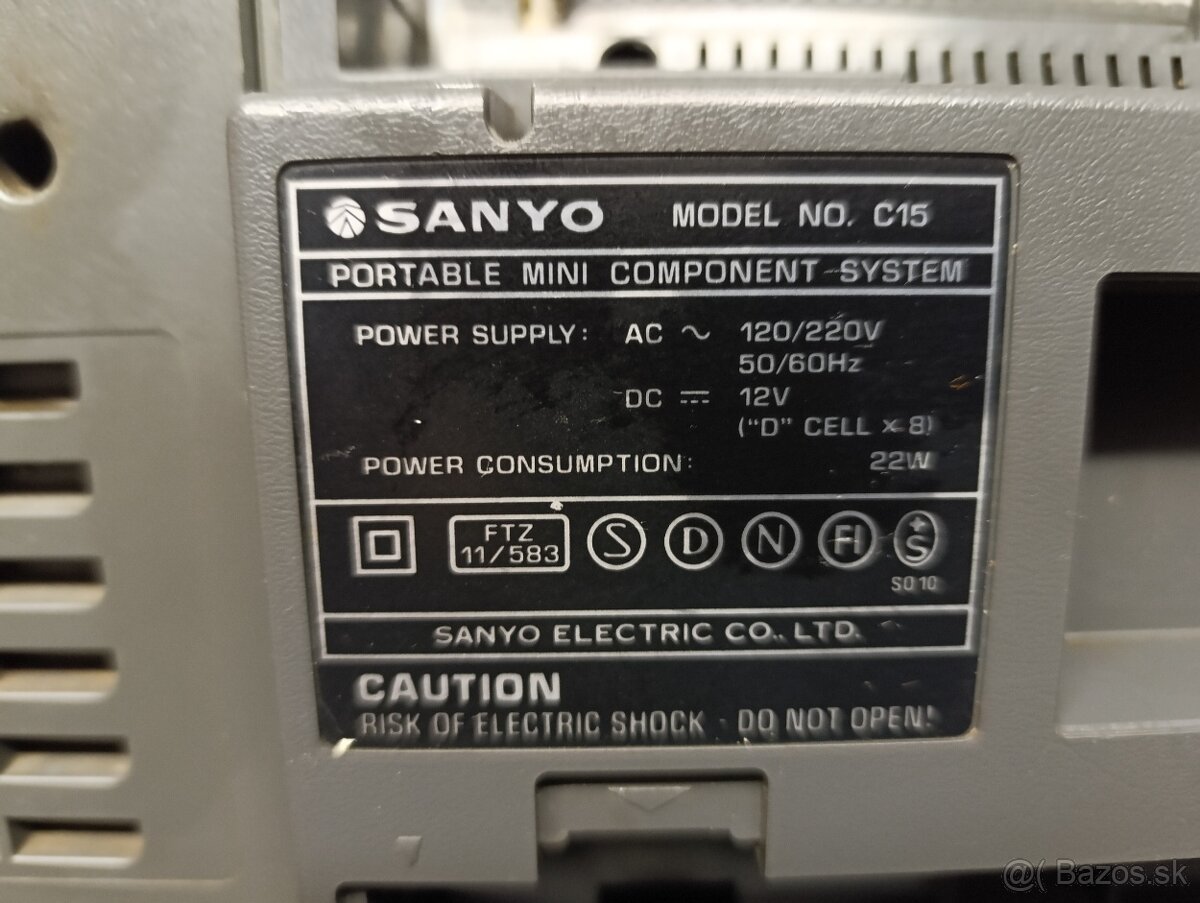 SANYO MODEL NO. C15
PORTABLE MINI COMPONENT SYSTEM
POWER SUPPLY: AC ~ 120/220V
50/60Hz
DC ⎓ 12V
("D" CELL x 8)
POWER CONSUMPTION: 22W
FTZ
11/583
S D N FI +S
SO 10
SANYO ELECTRIC CO., LTD.
CAUTION
RISK OF ELECTRIC SHOCK · DO NOT OPEN!
@( Bazos.sk